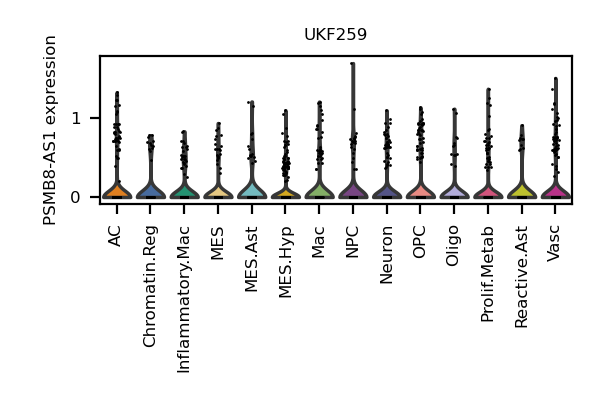 UKF259
PSMB8-AS1 expression
1
0
AC
Chromatin.Reg
Inflammatory.Mac
MES
MES.Ast
MES.Hyp
Mac
NPC
Neuron
OPC
Oligo
Prolif.Metab
Reactive.Ast
Vasc